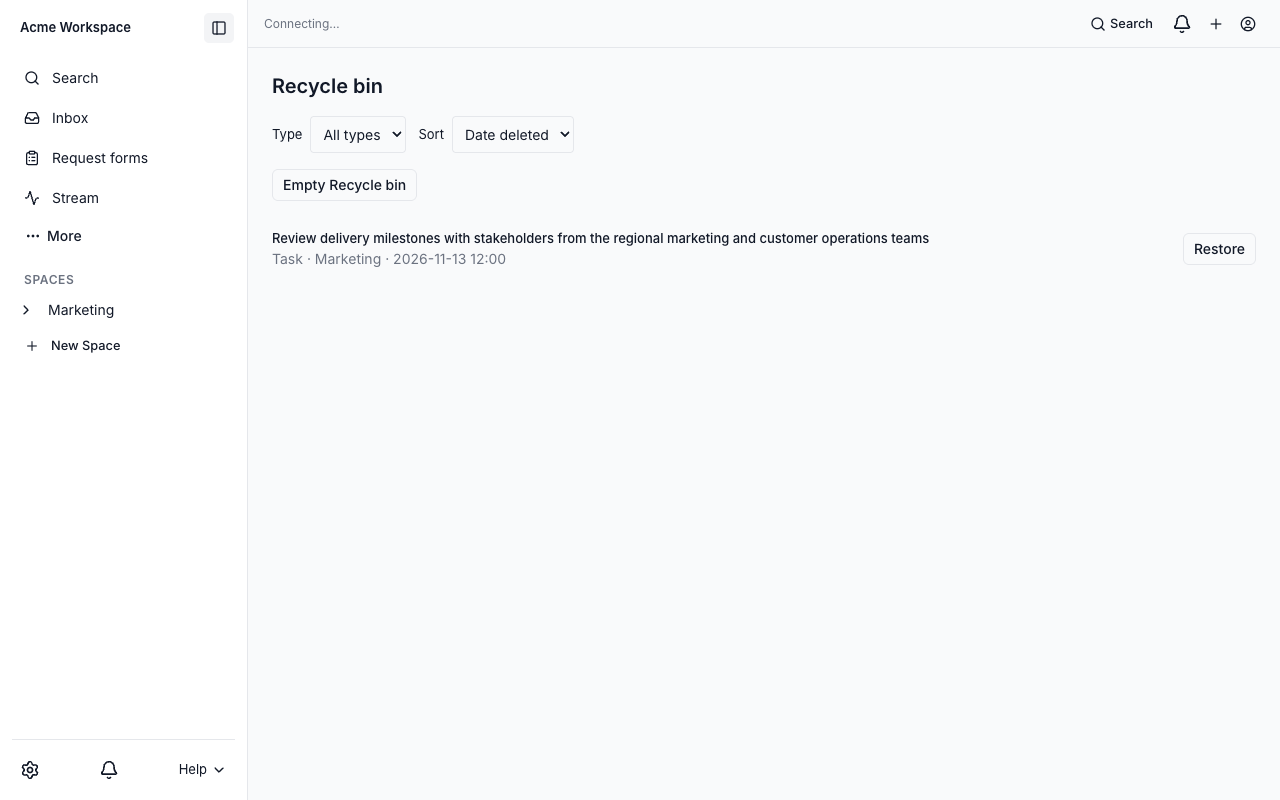 Acme Workspace
Connecting...
Search
Search
Inbox
Request forms
Stream
More
SPACES
Marketing
New Space
Help
Recycle bin
Type All types Sort Date deleted
Empty Recycle bin
Review delivery milestones with stakeholders from the regional marketing and customer operations teams
Task · Marketing · 2026-11-13 12:00
Restore